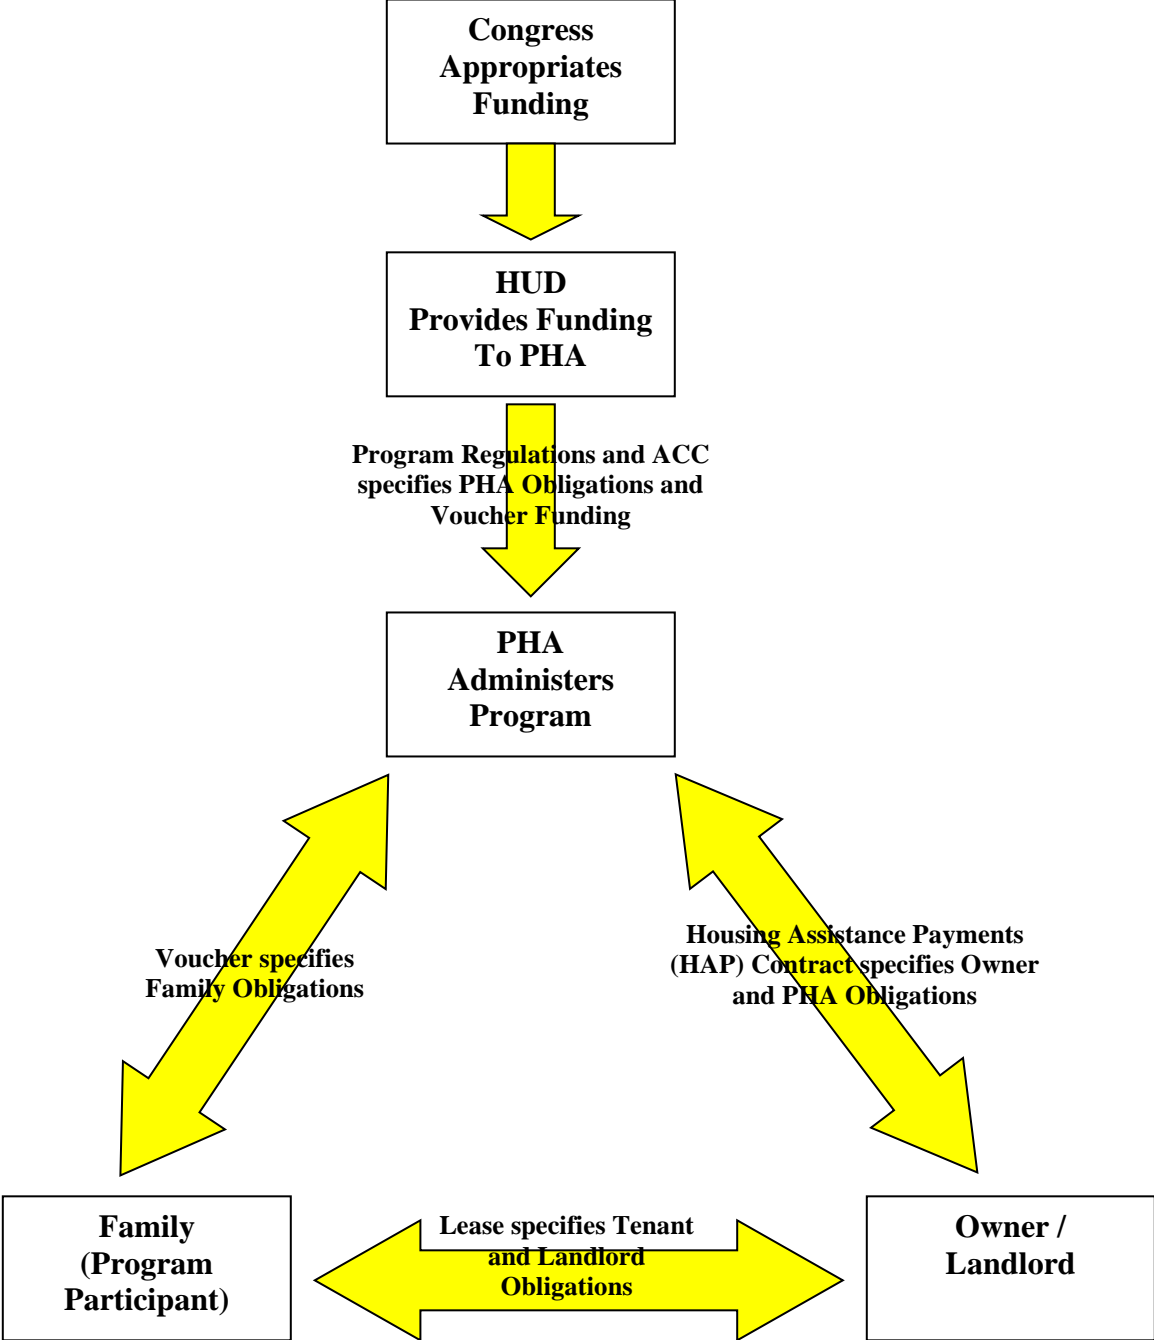 Congress
Appropriates
Funding
HUD
Provides Funding
To PHA
Program Regulations and ACC
specifies PHA Obligations and
Voucher Funding
PHA
Administers
Program
Voucher specifies
Family Obligations
Housing Assistance Payments
(HAP) Contract specifies Owner
and PHA Obligations
Family
(Program
Participant)
Lease specifies Tenant
and Landlord
Obligations
Owner /
Landlord